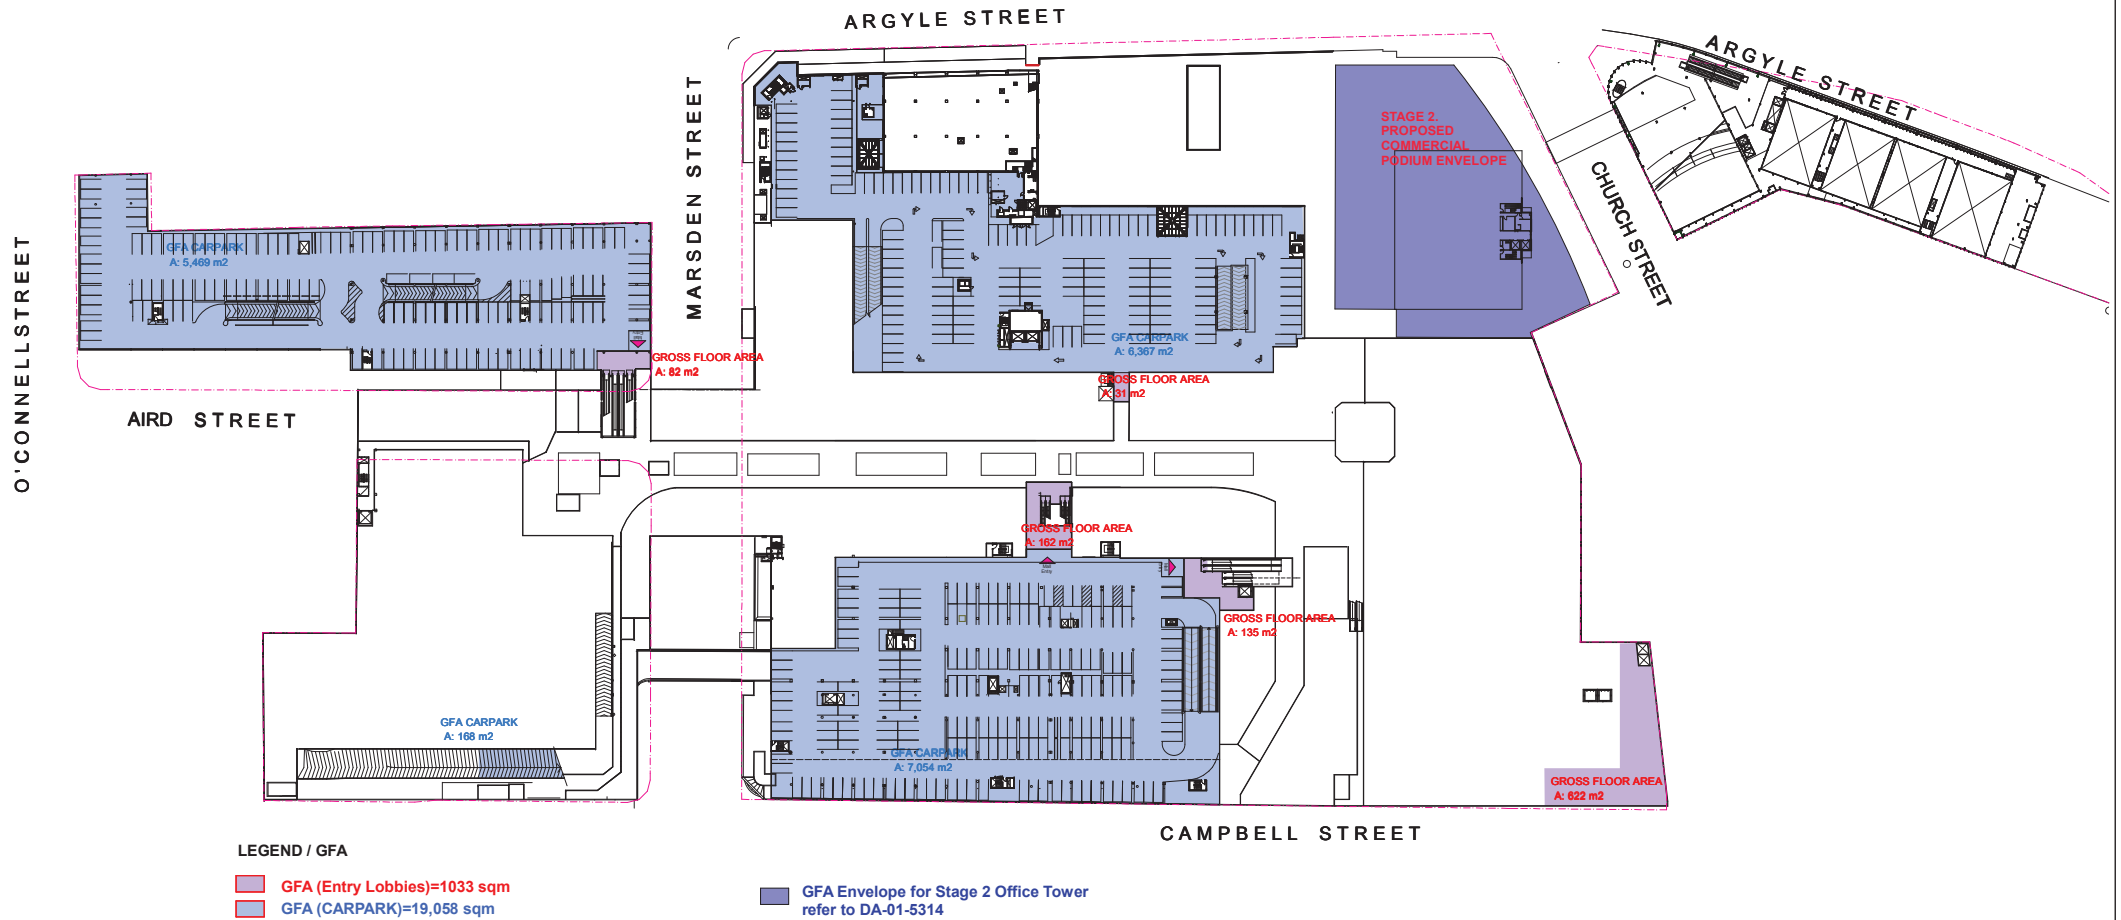 ARGYLE STREET
ARGYLE STREET
MARSDEN STREET
STAGE 2.
PROPOSED
COMMERCIAL
PODIUM ENVELOPE
CHURCH STREET
O'CONNELLSTREET
GFA CARPARK
A: 5,469 m2
GFA CARPARK
A: 6,367 m2
GROSS FLOOR AREA
A: 82 m2
GROSS FLOOR AREA
A: 31 m2
AIRD STREET
GROSS FLOOR AREA
A: 162 m2
Mall
Entry
GROSS FLOOR AREA
A: 135 m2
GFA CARPARK
A: 168 m2
GFA CARPARK
A: 7,054 m2
GROSS FLOOR AREA
A: 622 m2
CAMPBELL STREET
LEGEND / GFA
GFA (Entry Lobbies)=1033 sqm
GFA (CARPARK)=19,058 sqm
GFA Envelope for Stage 2 Office Tower
refer to DA-01-5314